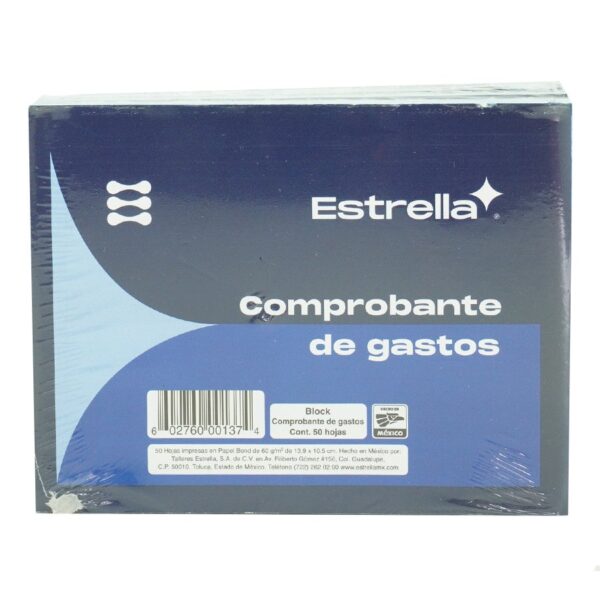 Estrella®
Comprobante
de gastos
6 02760 00137 4
Block
Comprobante de gastos
Cont. 50 hojas
HECHO EN
MÉXICO
50 Hojas impresas en Papel Bond de 60 g/m² de 13.9 x 10.5 cm. Hecho en México por:
Talleres Estrella, S.A. de C.V. en Av. Filiberto Gómez #156, Col. Guadalupe,
C.P. 50010. Toluca, Estado de México. Teléfono (722) 262 02 00 www.estrellamx.com